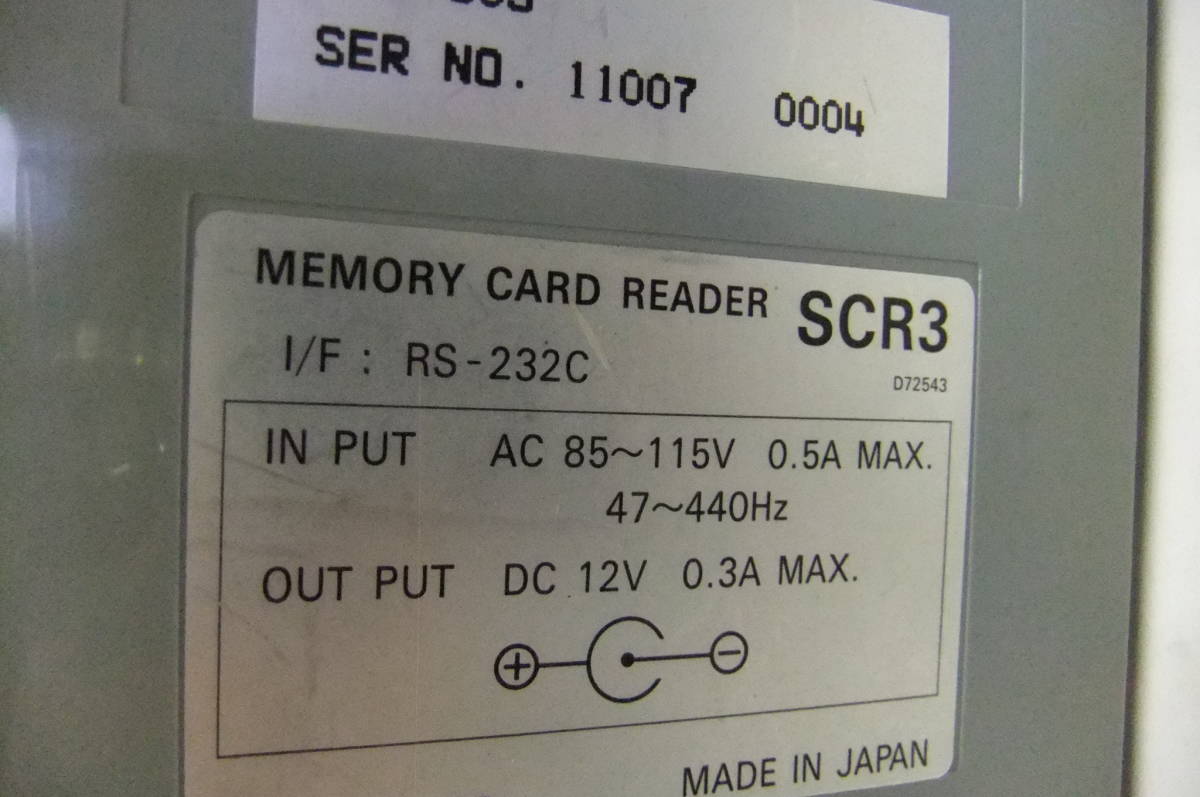 SER NO. 11007 0004
MEMORY CARD READER SCR3
I/F : RS-232C
D72543
IN PUT AC 85~115V 0.5A MAX.
47~440Hz
OUT PUT DC 12V 0.3A MAX.
MADE IN JAPAN